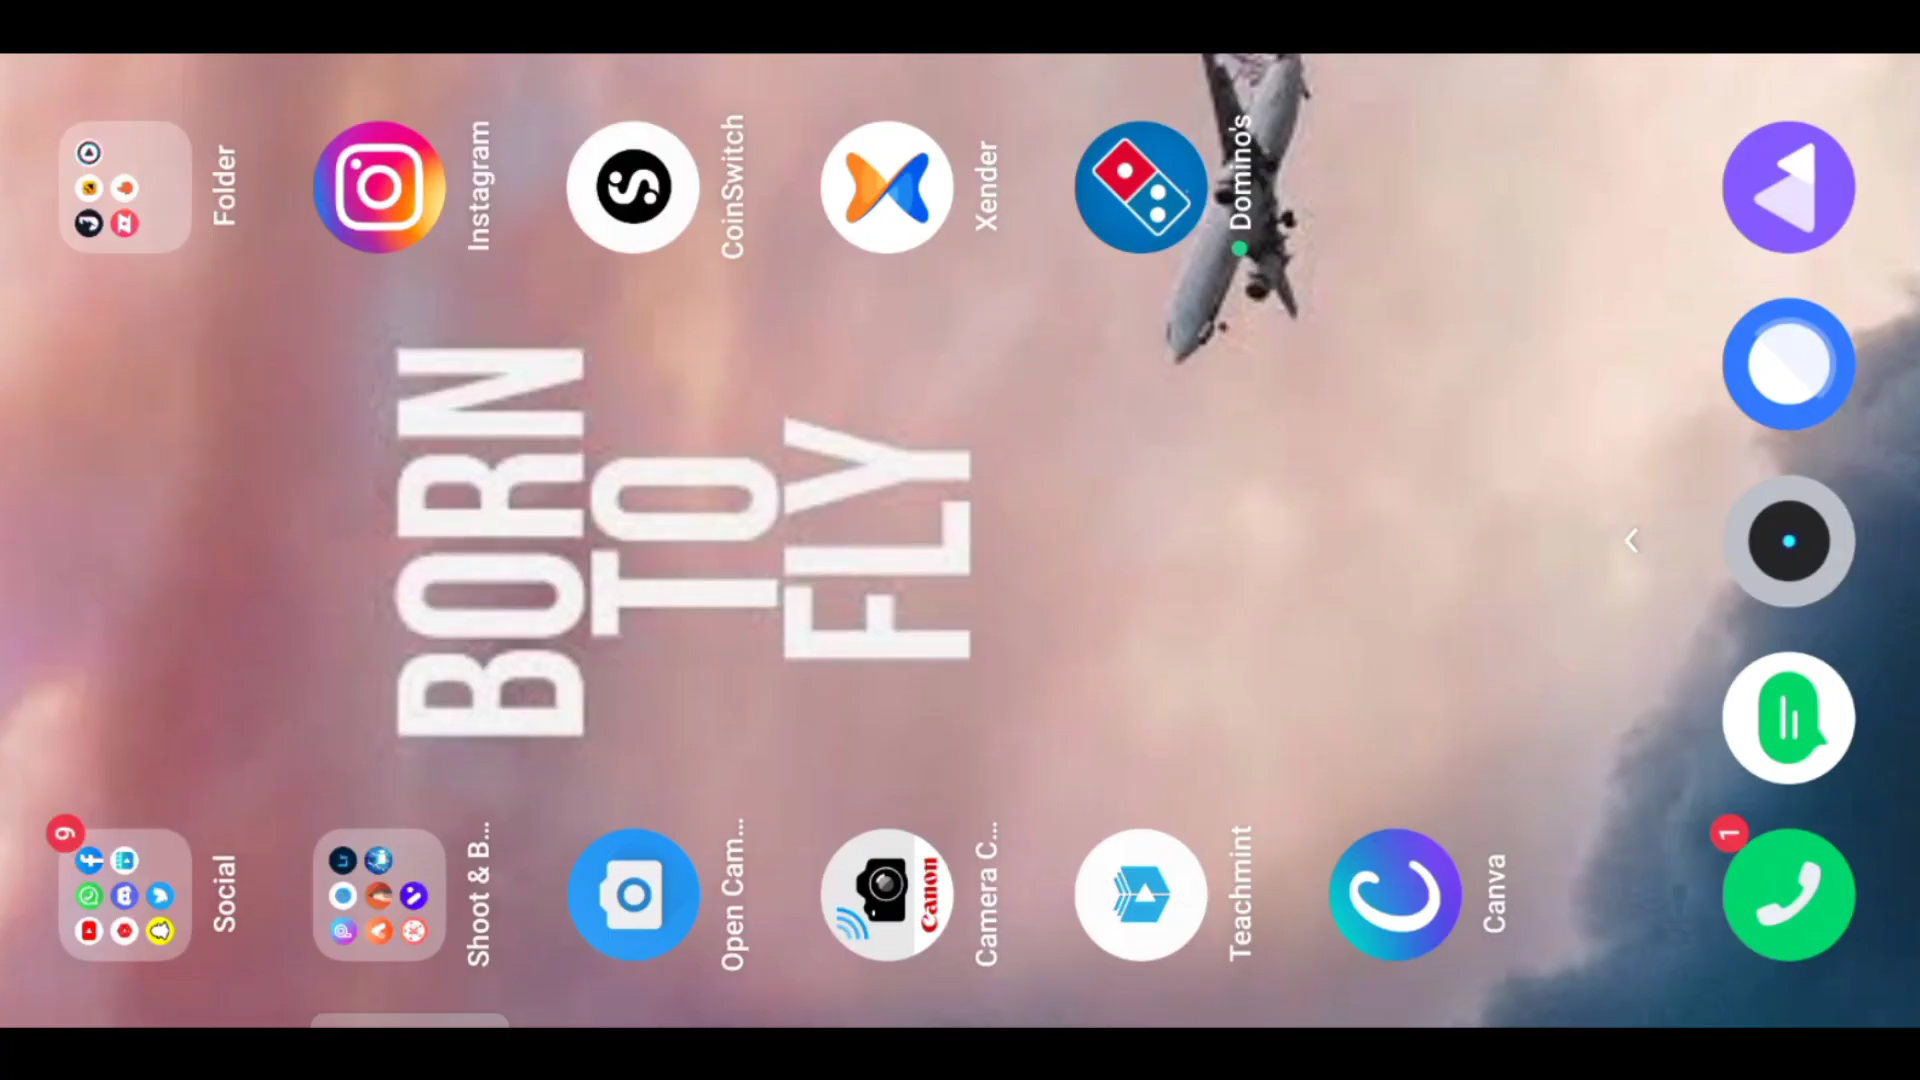 9
Social
Folder
Shoot & B...
Instagram
BORN
TO
FLY
Open Cam...
CoinSwitch
Canon
Camera C...
Xender
Teachmint
Domino's
Canva
1